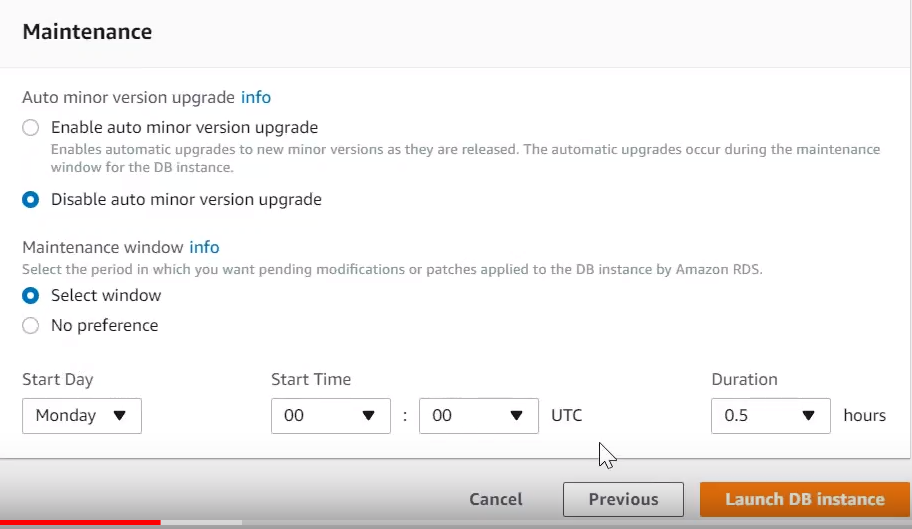 Maintenance
Auto minor version upgrade info
Enable auto minor version upgrade
Enables automatic upgrades to new minor versions as they are released. The automatic upgrades occur during the maintenance
window for the DB instance.
Disable auto minor version upgrade
Maintenance window info
Select the period in which you want pending modifications or patches applied to the DB instance by Amazon RDS.
Select window
No preference
Start Day Start Time Duration
Monday 00 : 00 UTC 0.5 hours
Cancel Previous Launch DB instance